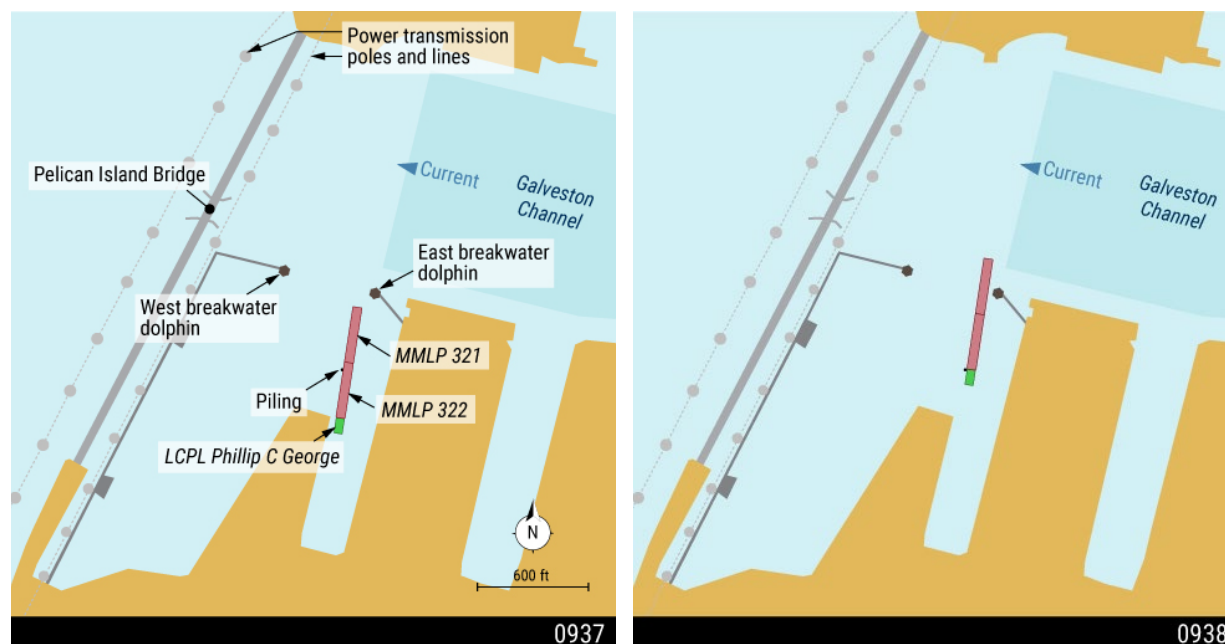 Power transmission
poles and lines
Pelican Island Bridge
Current
Galveston
Channel
East breakwater
dolphin
West breakwater
dolphin
MMLP 321
Piling
MMLP 322
LCPL Phillip C George
N
600 ft
0937
Current
Galveston
Channel
0938